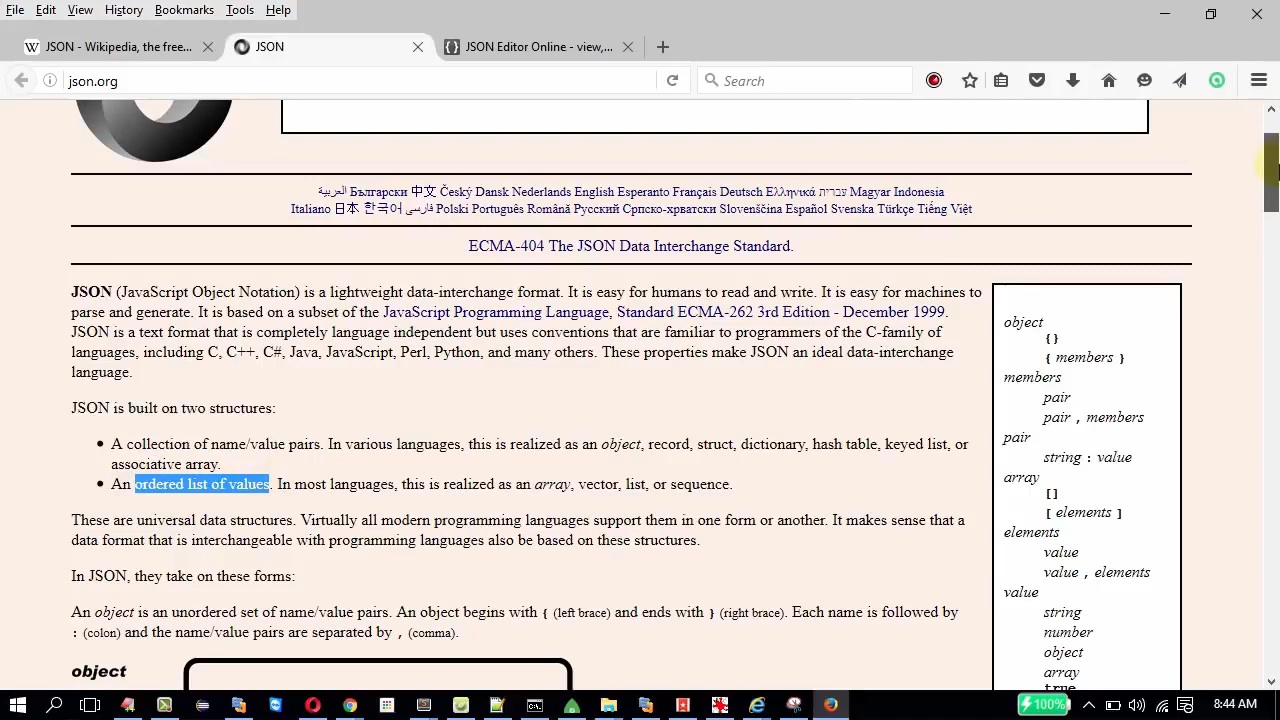 File Edit View History Bookmarks Tools Help
W JSON - Wikipedia, the free... × JSON × {} JSON Editor Online - view,... × +
json.org Search
العربية Български 中文 Český Dansk Nederlands English Esperanto Français Deutsch Ελληνικά עברית Magyar Indonesia
Italiano 日本 한국어 فارسی Polski Português Română Русский Српско-хрватски Slovenščina Español Svenska Türkçe Tiếng Việt
ECMA-404 The JSON Data Interchange Standard.
JSON (JavaScript Object Notation) is a lightweight data-interchange format. It is easy for humans to read and write. It is easy for machines to
parse and generate. It is based on a subset of the JavaScript Programming Language, Standard ECMA-262 3rd Edition - December 1999.
JSON is a text format that is completely language independent but uses conventions that are familiar to programmers of the C-family of
languages, including C, C++, C#, Java, JavaScript, Perl, Python, and many others. These properties make JSON an ideal data-interchange
language.
JSON is built on two structures:
• A collection of name/value pairs. In various languages, this is realized as an object, record, struct, dictionary, hash table, keyed list, or
associative array.
• An ordered list of values. In most languages, this is realized as an array, vector, list, or sequence.
These are universal data structures. Virtually all modern programming languages support them in one form or another. It makes sense that a
data format that is interchangeable with programming languages also be based on these structures.
In JSON, they take on these forms:
An object is an unordered set of name/value pairs. An object begins with { (left brace) and ends with } (right brace). Each name is followed by
: (colon) and the name/value pairs are separated by , (comma).
object
object
{}
{ members }
members
pair
pair , members
pair
string : value
array
[]
[ elements ]
elements
value
value , elements
value
string
number
object
array
true
100% 8:44 AM